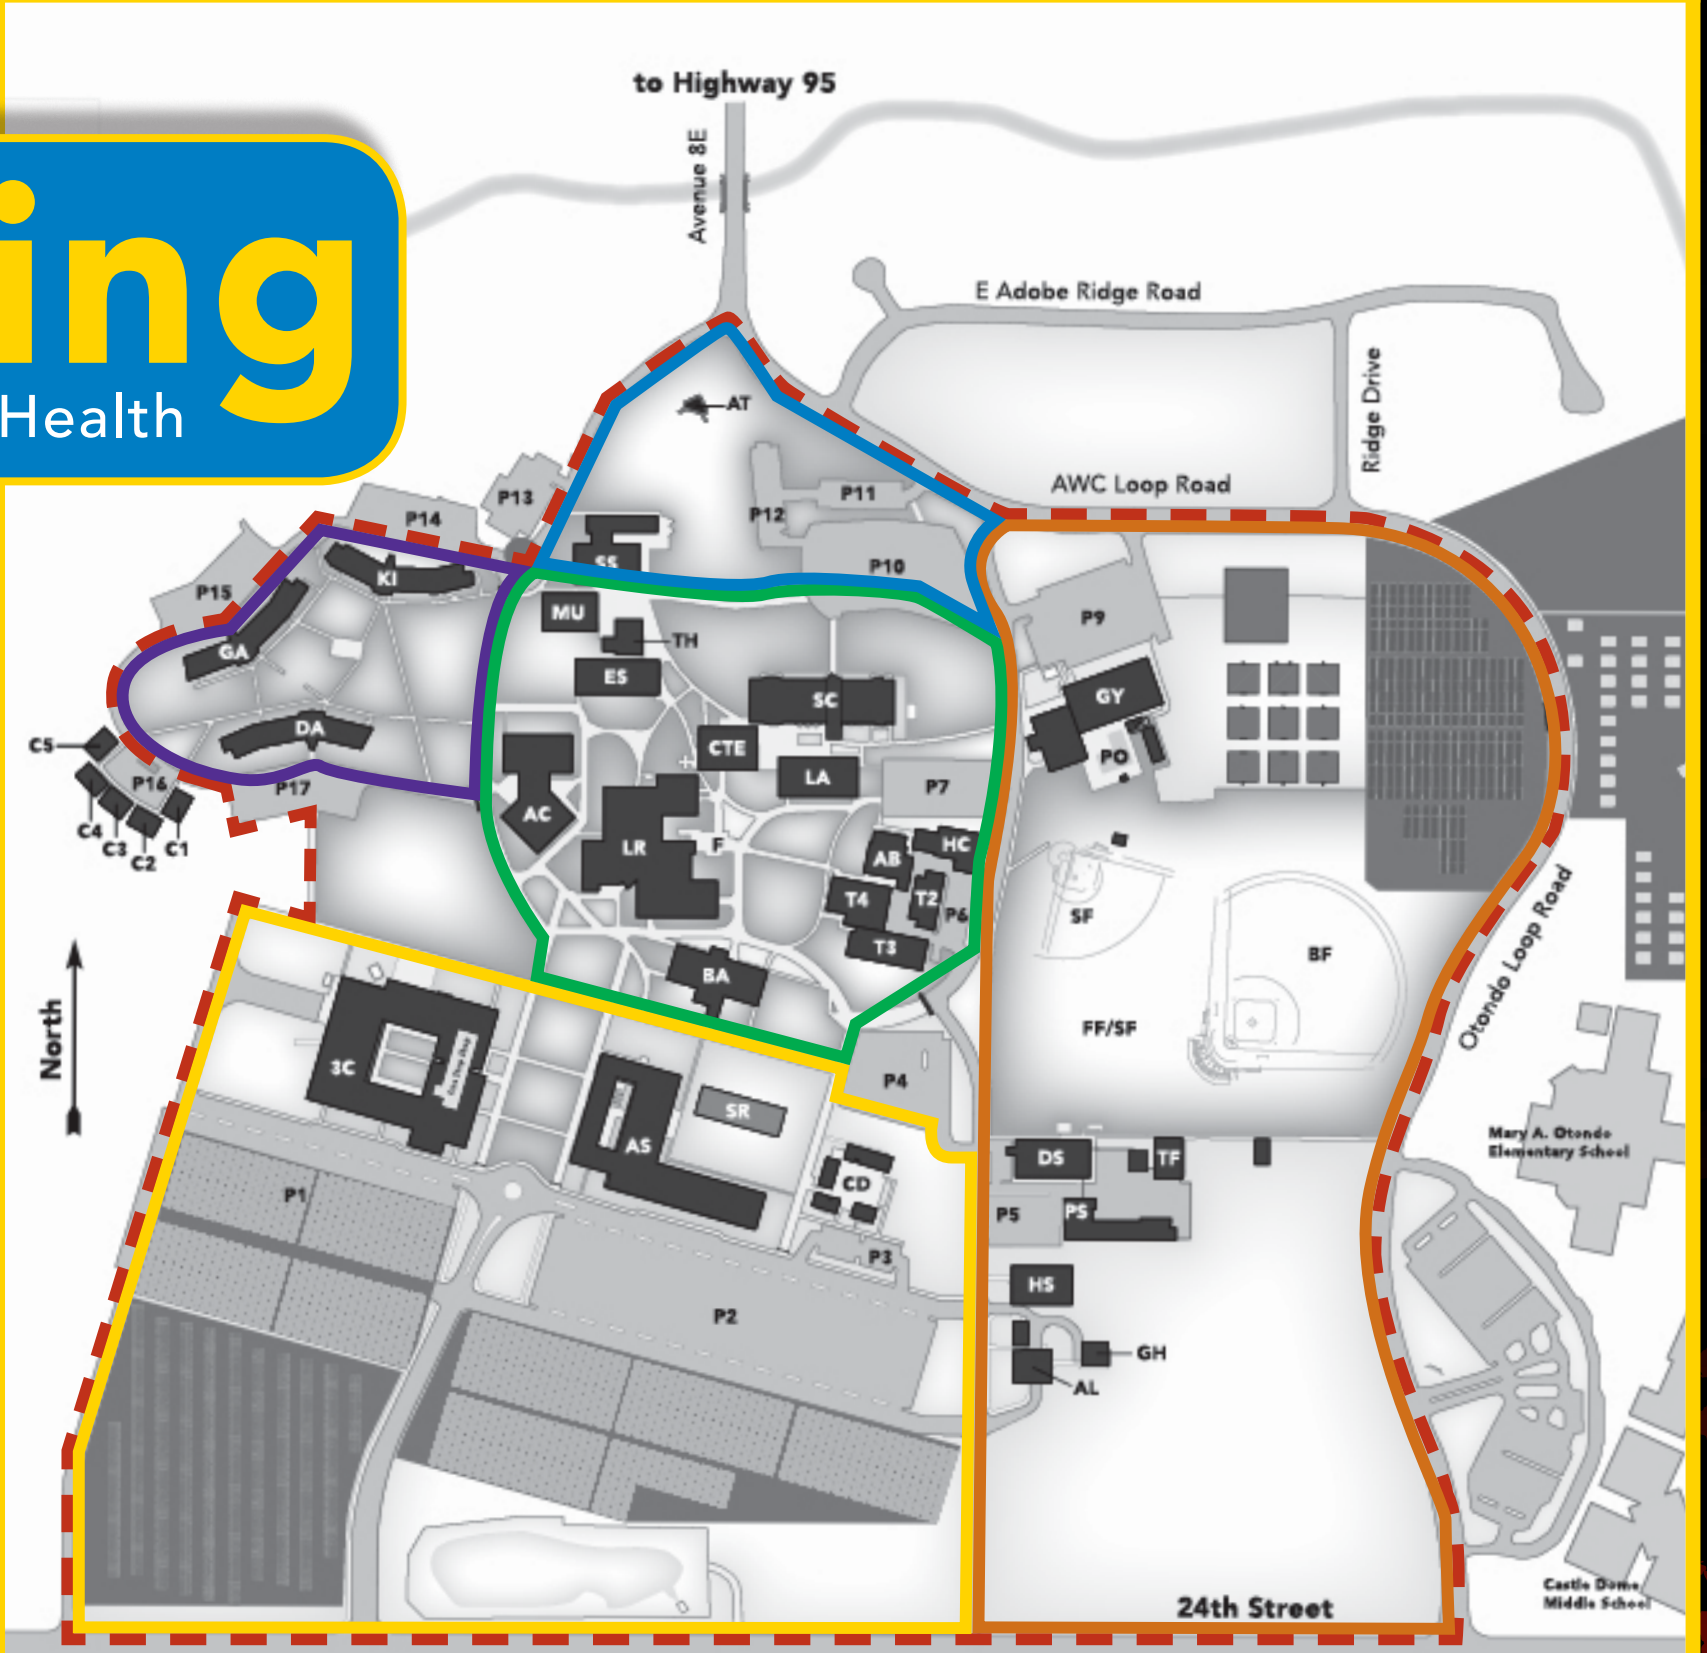 to Highway 95
Avenue 8E
ing
Health
E Adobe Ridge Road
Ridge Drive
AT
AWC Loop Road
P11
P13
P12
P14
SS
P10
KI
P15
MU
P9
TH
GA
ES
GY
SC
DA
C5
CTE
PO
LA
P16
P17
P7
AC
C4
C3
C2
C1
LR
F
HC
AB
T4
T2
P6
SF
T3
BF
BA
Otondo Loop Road
North
FF/SF
3C
P4
SR
AS
Mary A. Otondo
Elementary School
DS
TF
CD
P1
P5
PS
P3
HS
P2
GH
AL
Castle Dome
Middle School
24th Street